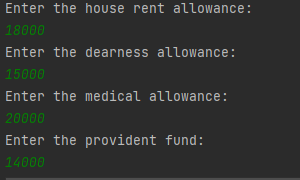 Enter the house rent allowance:
18000
Enter the dearness allowance:
15000
Enter the medical allowance:
20000
Enter the provident fund:
14000